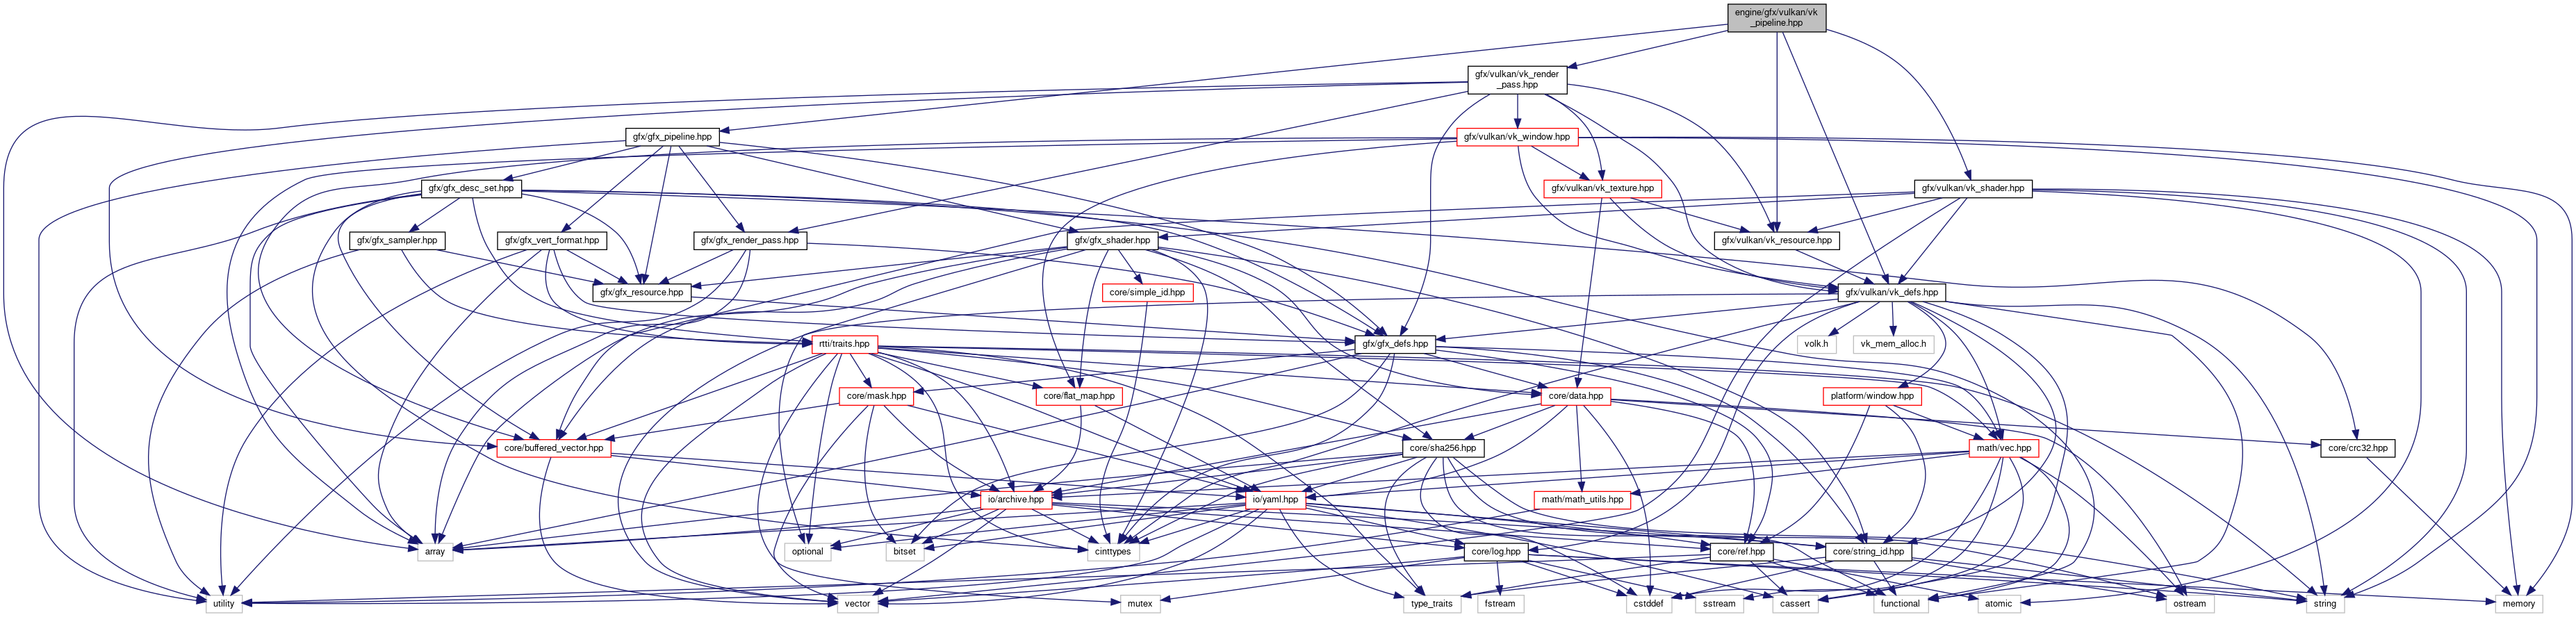 engine/gfx/vulkan/vk
_pipeline.hpp
gfx/vulkan/vk_render
_pass.hpp
gfx/gfx_pipeline.hpp
gfx/vulkan/vk_window.hpp
gfx/gfx_desc_set.hpp
gfx/vulkan/vk_texture.hpp
gfx/vulkan/vk_shader.hpp
gfx/gfx_sampler.hpp
gfx/gfx_vert_format.hpp
gfx/gfx_render_pass.hpp
gfx/gfx_shader.hpp
gfx/vulkan/vk_resource.hpp
gfx/gfx_resource.hpp
core/simple_id.hpp
gfx/vulkan/vk_defs.hpp
rtti/traits.hpp
gfx/gfx_defs.hpp
volk.h
vk_mem_alloc.h
core/mask.hpp
core/flat_map.hpp
core/data.hpp
platform/window.hpp
core/buffered_vector.hpp
core/sha256.hpp
math/vec.hpp
core/crc32.hpp
io/archive.hpp
io/yaml.hpp
math/math_utils.hpp
array
optional
bitset
cinttypes
core/log.hpp
core/ref.hpp
core/string_id.hpp
utility
vector
mutex
fstream
type_traits
cstddef
sstream
cassert
functional
atomic
ostream
string
memory